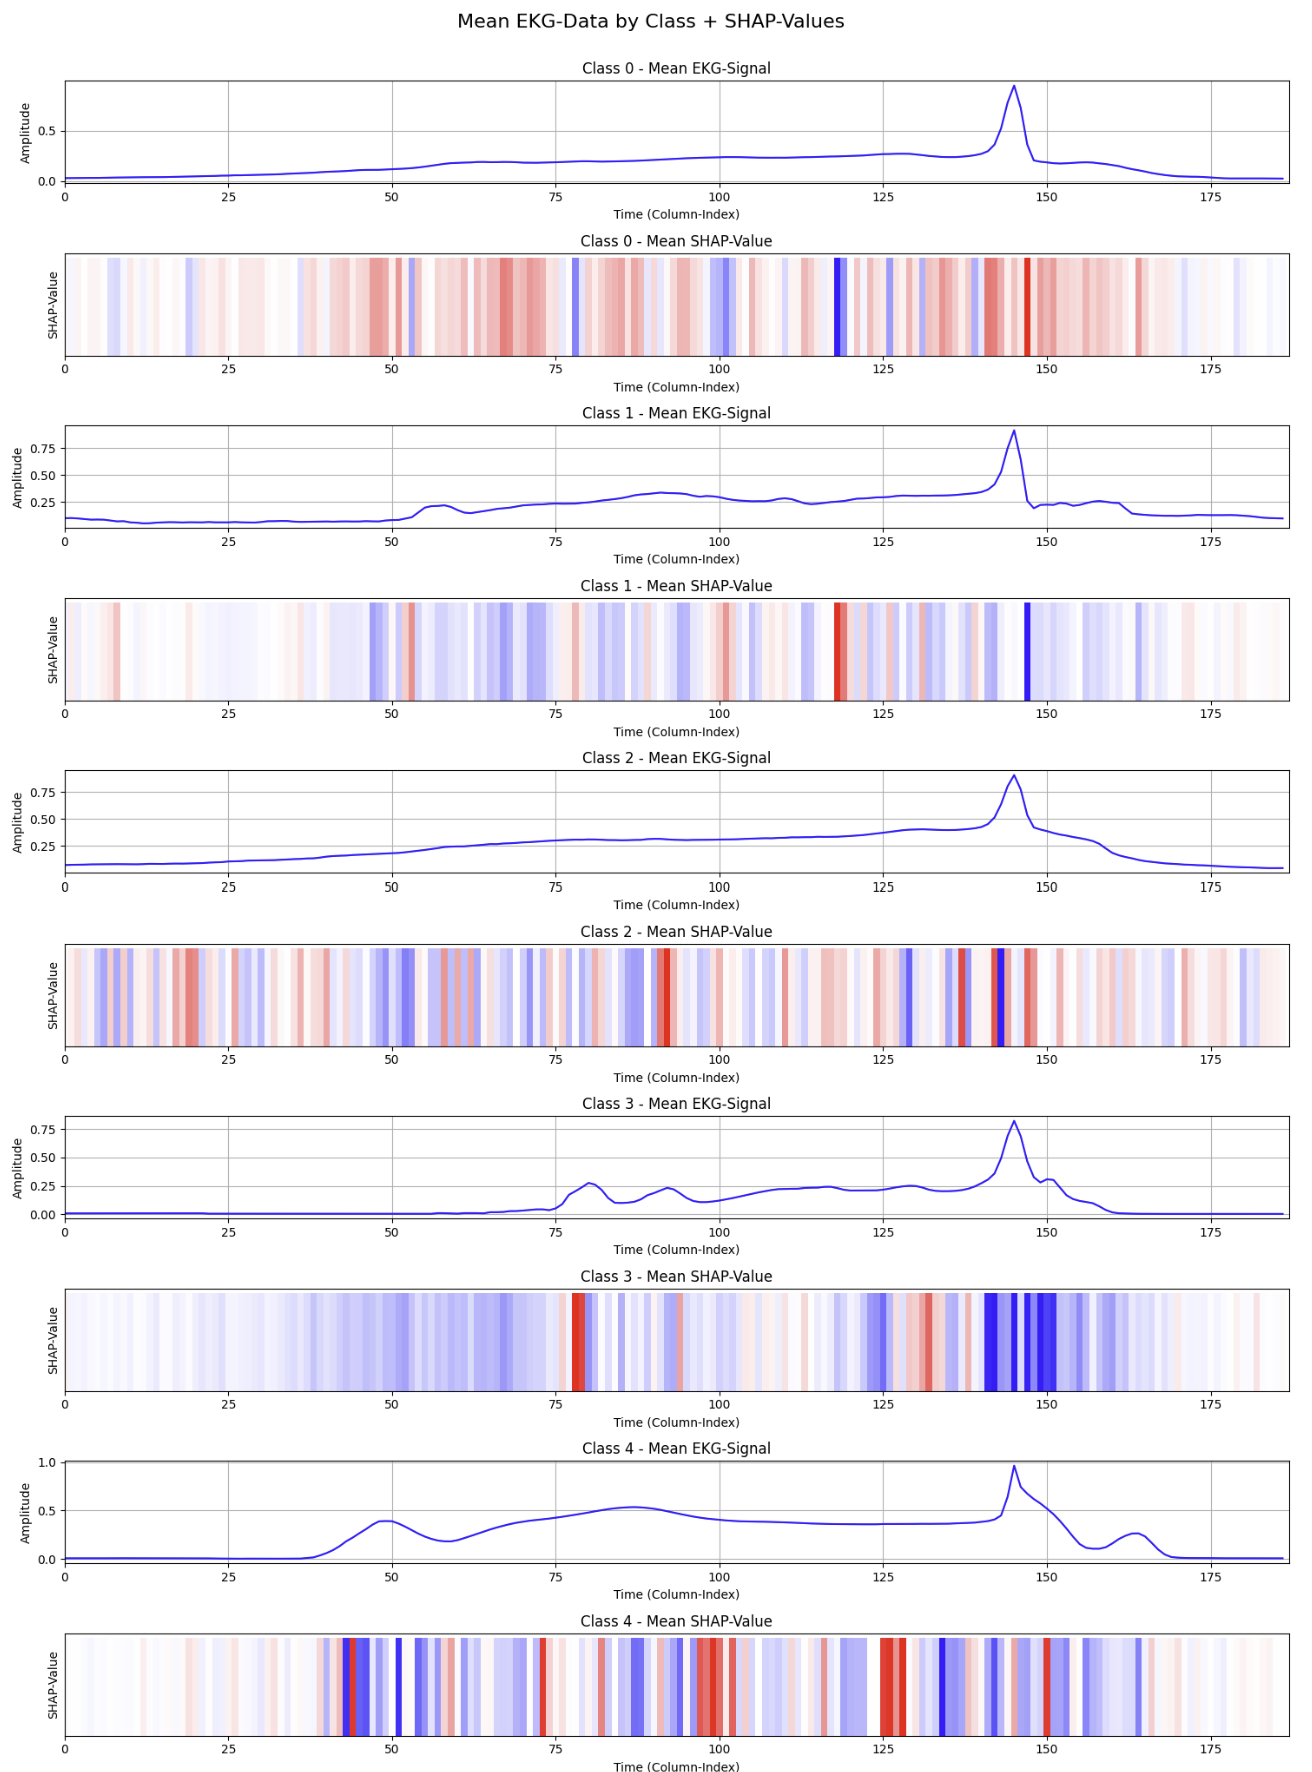 Mean EKG-Data by Class + SHAP-Values
Class 0 - Mean EKG-Signal
Amplitude
0.5
0.0
0 25 50 75 100 125 150 175
Time (Column-Index)
Class 0 - Mean SHAP-Value
SHAP-Value
0 25 50 75 100 125 150 175
Time (Column-Index)
Class 1 - Mean EKG-Signal
Amplitude
0.75
0.50
0.25
0 25 50 75 100 125 150 175
Time (Column-Index)
Class 1 - Mean SHAP-Value
SHAP-Value
0 25 50 75 100 125 150 175
Time (Column-Index)
Class 2 - Mean EKG-Signal
Amplitude
0.75
0.50
0.25
0 25 50 75 100 125 150 175
Time (Column-Index)
Class 2 - Mean SHAP-Value
SHAP-Value
0 25 50 75 100 125 150 175
Time (Column-Index)
Class 3 - Mean EKG-Signal
Amplitude
0.75
0.50
0.25
0.00
0 25 50 75 100 125 150 175
Time (Column-Index)
Class 3 - Mean SHAP-Value
SHAP-Value
0 25 50 75 100 125 150 175
Time (Column-Index)
Class 4 - Mean EKG-Signal
Amplitude
1.0
0.5
0.0
0 25 50 75 100 125 150 175
Time (Column-Index)
Class 4 - Mean SHAP-Value
SHAP-Value
0 25 50 75 100 125 150 175
Time (Column-Index)